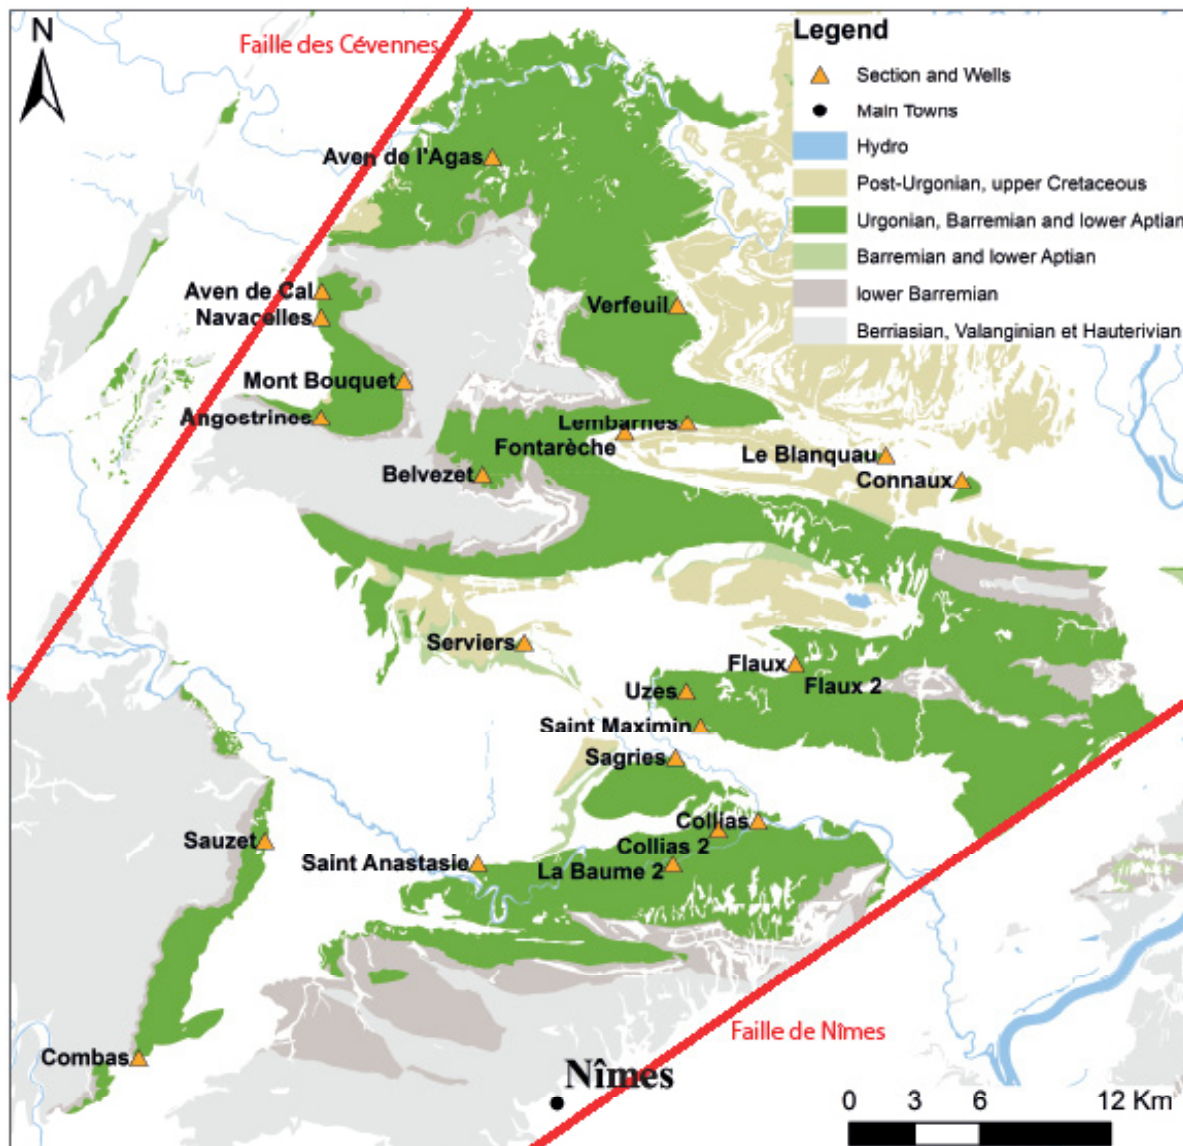 N
Faille des Cévennes
Legend
Section and Wells
Main Towns
Hydro
Post-Urgonian, upper Cretaceous
Urgonian, Barremian and lower Aptian
Barremian and lower Aptian
lower Barremian
Berriasian, Valanginian et Hauterivian
Aven de l'Agas
Aven de Cal
Navacelles
Verfeuil
Mont Bouquet
Angostrines
Lembarnes
Fontarèche
Le Blanquau
Belvezet
Connaux
Serviers
Flaux
Flaux 2
Uzes
Saint Maximin
Sagries
Collias
Sauzet
Collias 2
Saint Anastasie
La Baume 2
Faille de Nîmes
Combas
Nîmes
0 3 6 12 Km